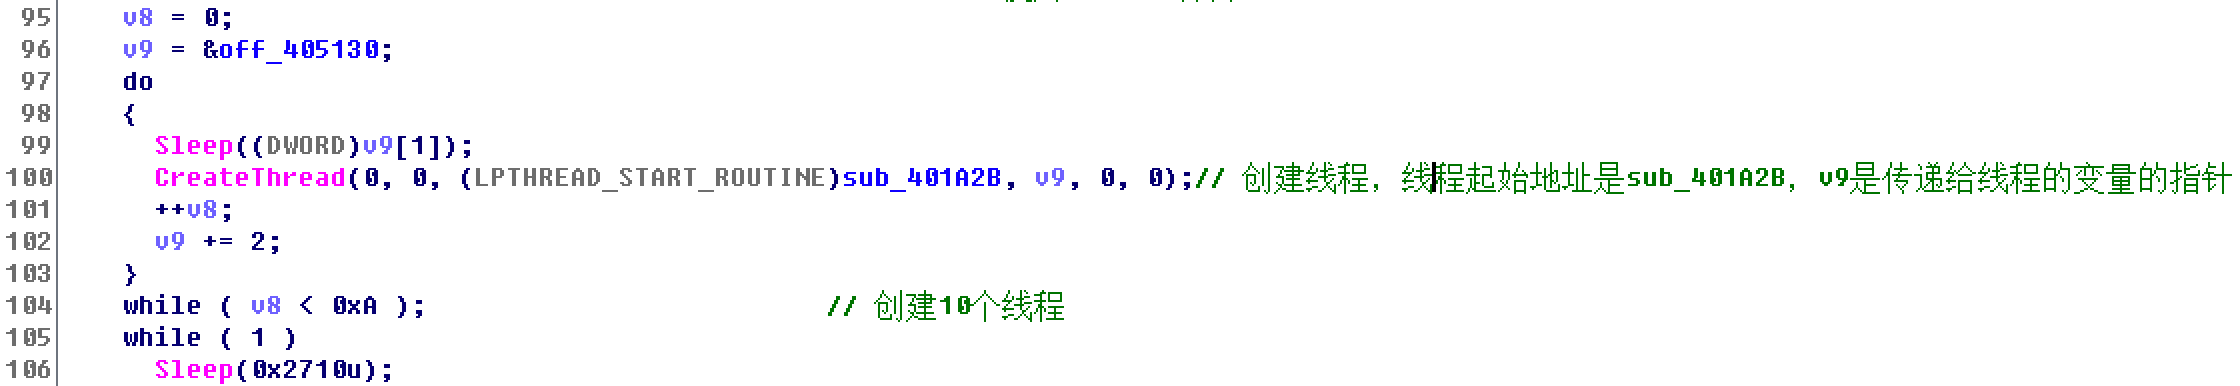 95 v8 = 0;
96 v9 = &off_405130;
97 do
98 {
99 Sleep((DWORD)v9[1]);
100 CreateThread(0, 0, (LPTHREAD_START_ROUTINE)sub_401A2B, v9, 0, 0);// 创建线程，线程起始地址是sub_401A2B，v9是传递给线程的变量的指针
101 ++v8;
102 v9 += 2;
103 }
104 while ( v8 < 0xA ); // 创建10个线程
105 while ( 1 )
106 Sleep(0x2710u);